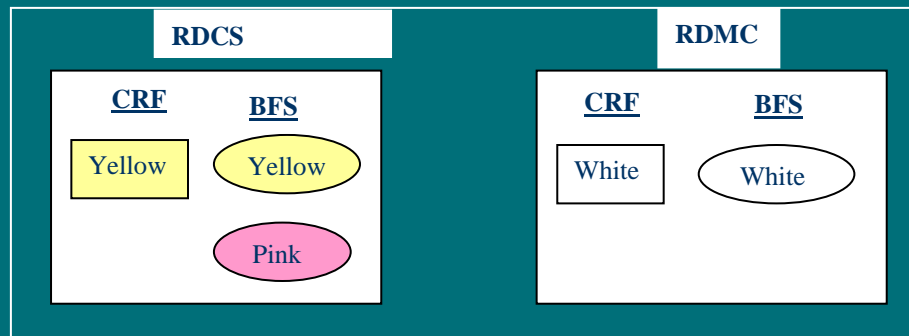 RDCS
CRF BFS
Yellow Yellow
Pink
RDMC
CRF BFS
White White